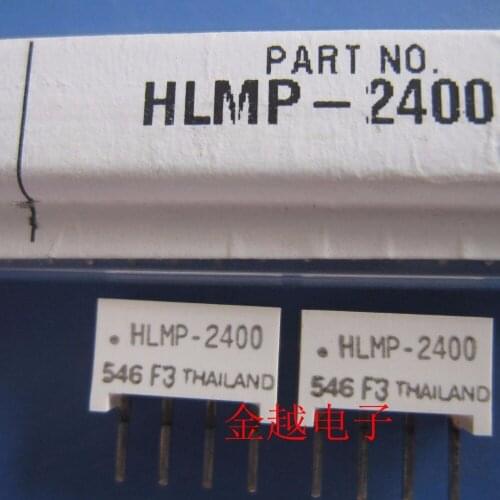 PART NO.
HLMP-2400
HLMP-2400
546 F3 THAILAND
HLMP-2400
546 F3 THAILAND
金越电子